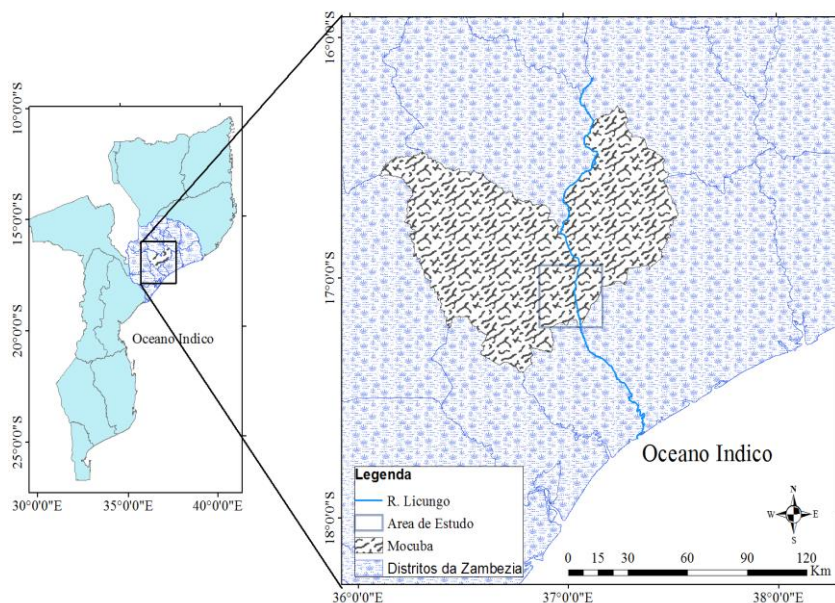 10°0'0"S
15°0'0"S
20°0'0"S
25°0'0"S
30°0'0"E 35°0'0"E 40°0'0"E
Oceano Indico
16°0'0"S
17°0'0"S
18°0'0"S
36°0'0"E 37°0'0"E 38°0'0"E
Oceano Indico
Legenda
R. Licungo
Area de Estudo
Mocuba
Distritos da Zambezia
N
W E
S
0 15 30 60 90 120
Km